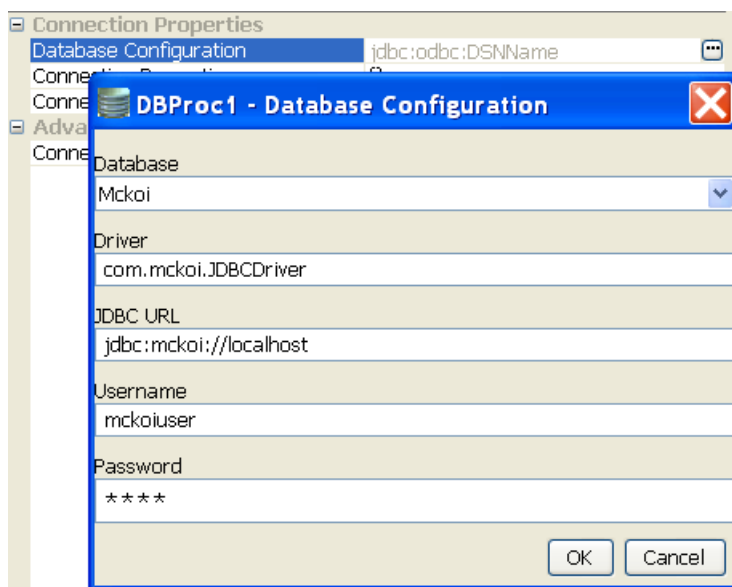 Connection Properties
Database Configuration jdbc:odbc:DSNName
Conne
DBProc1 - Database Configuration
Conne
Adva
Conne
Database
Mckoi
Driver
com.mckoi.JDBCDriver
JDBC URL
jdbc:mckoi://localhost
Username
mckoiuser
Password
****
OK Cancel